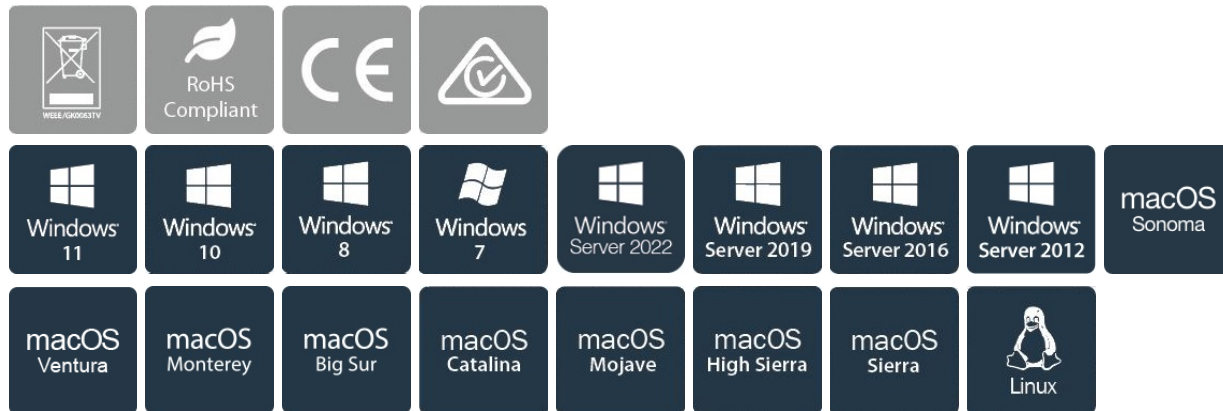 WEEE/GK0063TV
RoHS
Compliant
CE
Windows
11
Windows
10
Windows
8
Windows
7
Windows
Server 2022
Windows
Server 2019
Windows
Server 2016
Windows
Server 2012
macOS
Sonoma
macOS
Ventura
macOS
Monterey
macOS
Big Sur
macOS
Catalina
macOS
Mojave
macOS
High Sierra
macOS
Sierra
Linux